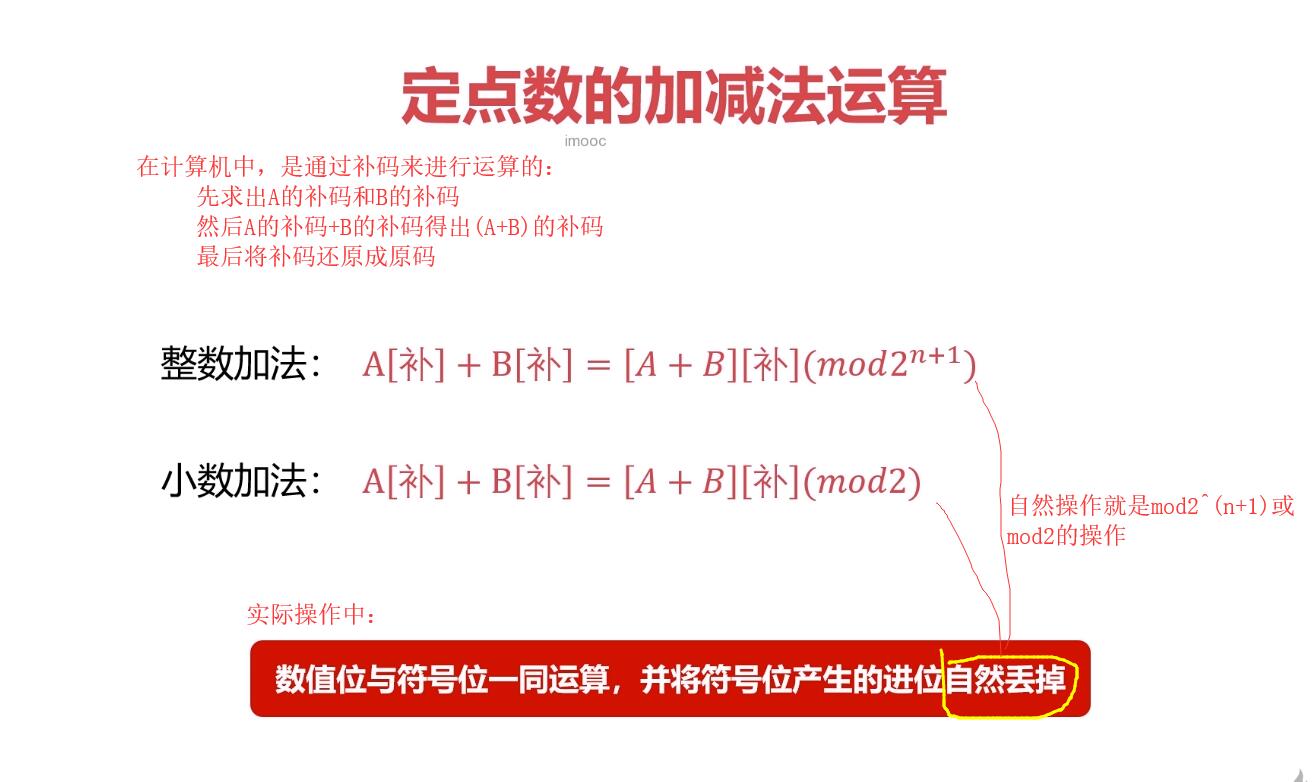 定点数的加减法运算
imooc
在计算机中，是通过补码来进行运算的：
先求出A的补码和B的补码
然后A的补码+B的补码得出(A+B)的补码
最后将补码还原成原码
整数加法： A[补] + B[补] = [A + B][补](mod2^{n+1})
小数加法： A[补] + B[补] = [A + B][补](mod2)
自然操作就是mod2^(n+1)或
mod2的操作
实际操作中：
数值位与符号位一同运算，并将符号位产生的进位自然丢掉